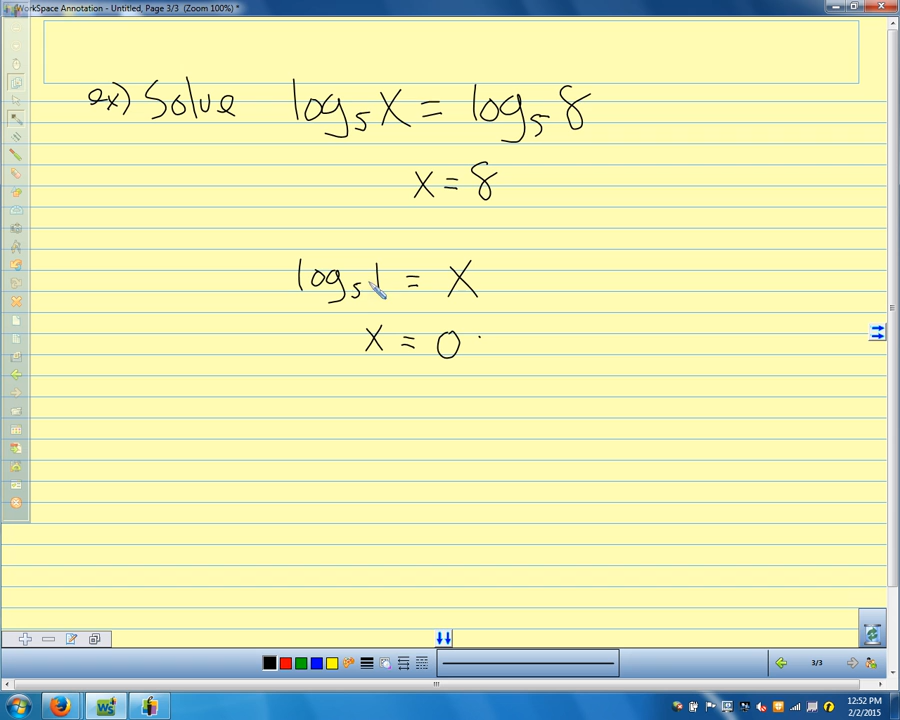 WorkSpace Annotation - Untitled, Page 3/3 (Zoom 100%) *
ex) Solve log₅ x = log₅ 8
x = 8
log₅ 1 = x
x = 0
3/3
12:52 PM
2/2/2015